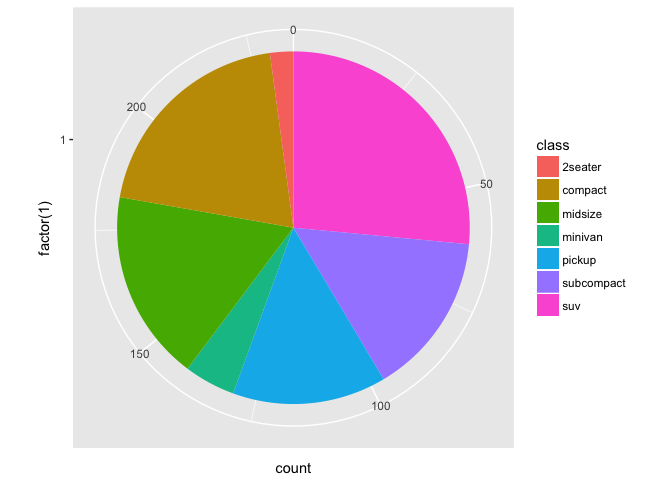 0
200
1
50
factor(1)
150
100
count
class
2seater
compact
midsize
minivan
pickup
subcompact
suv